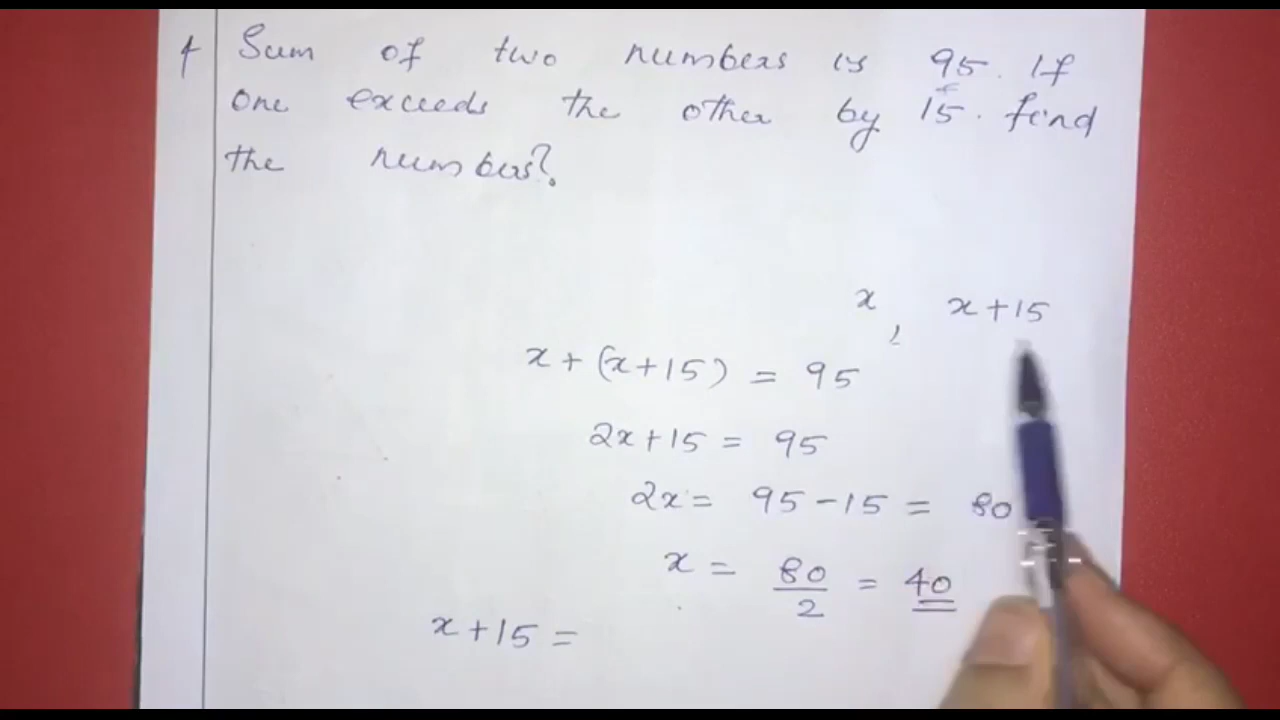 4 Sum of two numbers is 95. If
one exceeds the other by 15. find
the numbers?
x , x+15
x + (x+15) = 95
2x+15 = 95
2x = 95 - 15 = 80
x = 80/2 = 40
x+15 =